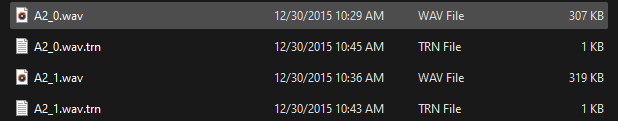 A2_0.wav 12/30/2015 10:29 AM WAV File 307 KB
A2_0.wav.trn 12/30/2015 10:45 AM TRN File 1 KB
A2_1.wav 12/30/2015 10:36 AM WAV File 319 KB
A2_1.wav.trn 12/30/2015 10:43 AM TRN File 1 KB